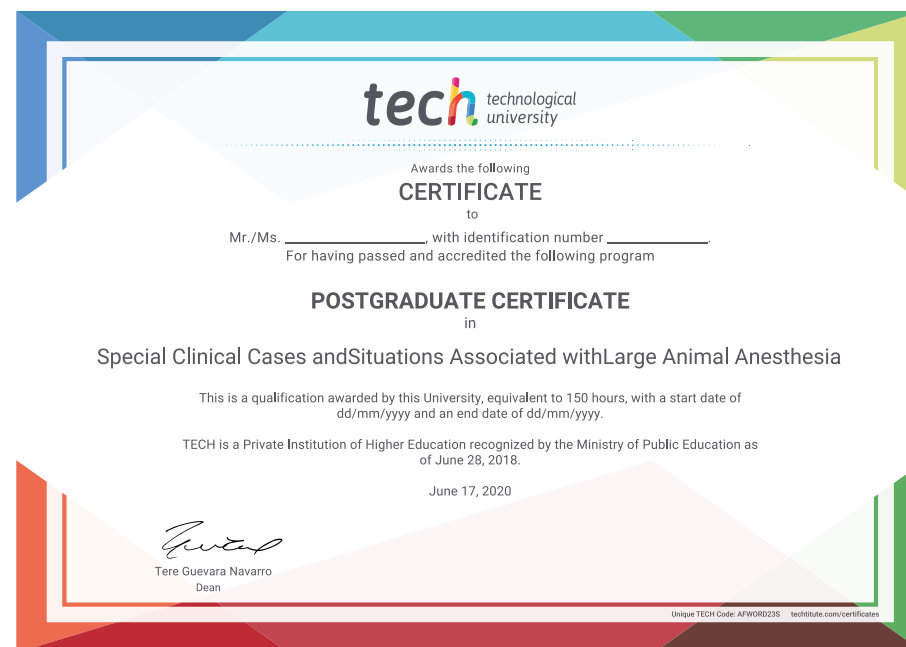 tech technological
university
Awards the following
CERTIFICATE
to
Mr./Ms. ____________________, with identification number ______________.
For having passed and accredited the following program
POSTGRADUATE CERTIFICATE
in
Special Clinical Cases andSituations Associated withLarge Animal Anesthesia
This is a qualification awarded by this University, equivalent to 150 hours, with a start date of
dd/mm/yyyy and an end date of dd/mm/yyyy.
TECH is a Private Institution of Higher Education recognized by the Ministry of Public Education as
of June 28, 2018.
June 17, 2020
Tere Guevara Navarro
Dean
Unique TECH Code: AFWORD23S techtitute.com/certificates